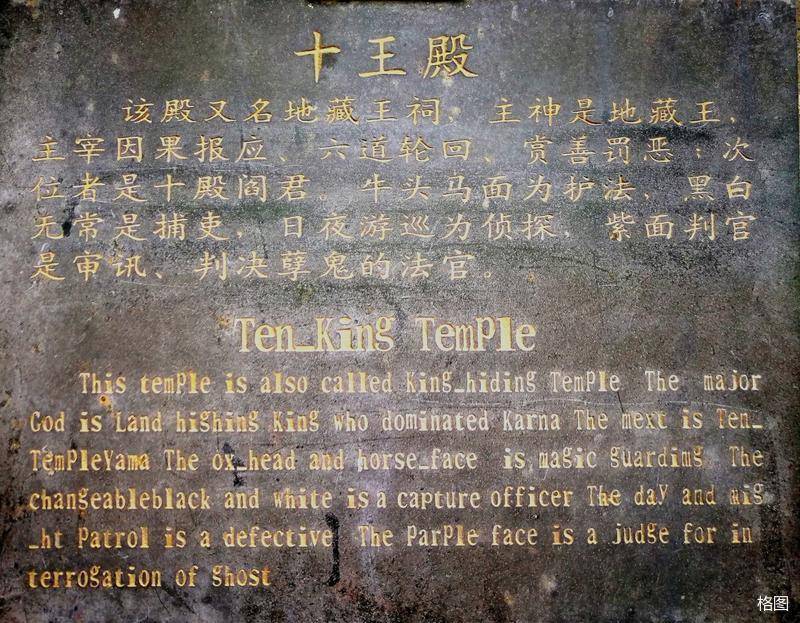 十王殿
该殿又名地藏王祠，主神是地藏王，
主宰因果报应、六道轮回、赏善罚恶；次
位者是十殿阎君。牛头马面为护法，黑白
无常是捕吏，日夜游巡为侦探，紫面判官
是审讯、判决孽鬼的法官。
Ten_King TemPle
This temPle is also called King_hiding TemPle The major
God is Land highing King who dominated Karna The mext is Ten_
TemPleYama The ox_head and horse_face is magic guardimg The
changeableblack and white is a capture officer The day and mig
_ht Patrol is a defective The ParPle face is a judge for in
terrogation of ghost
格图